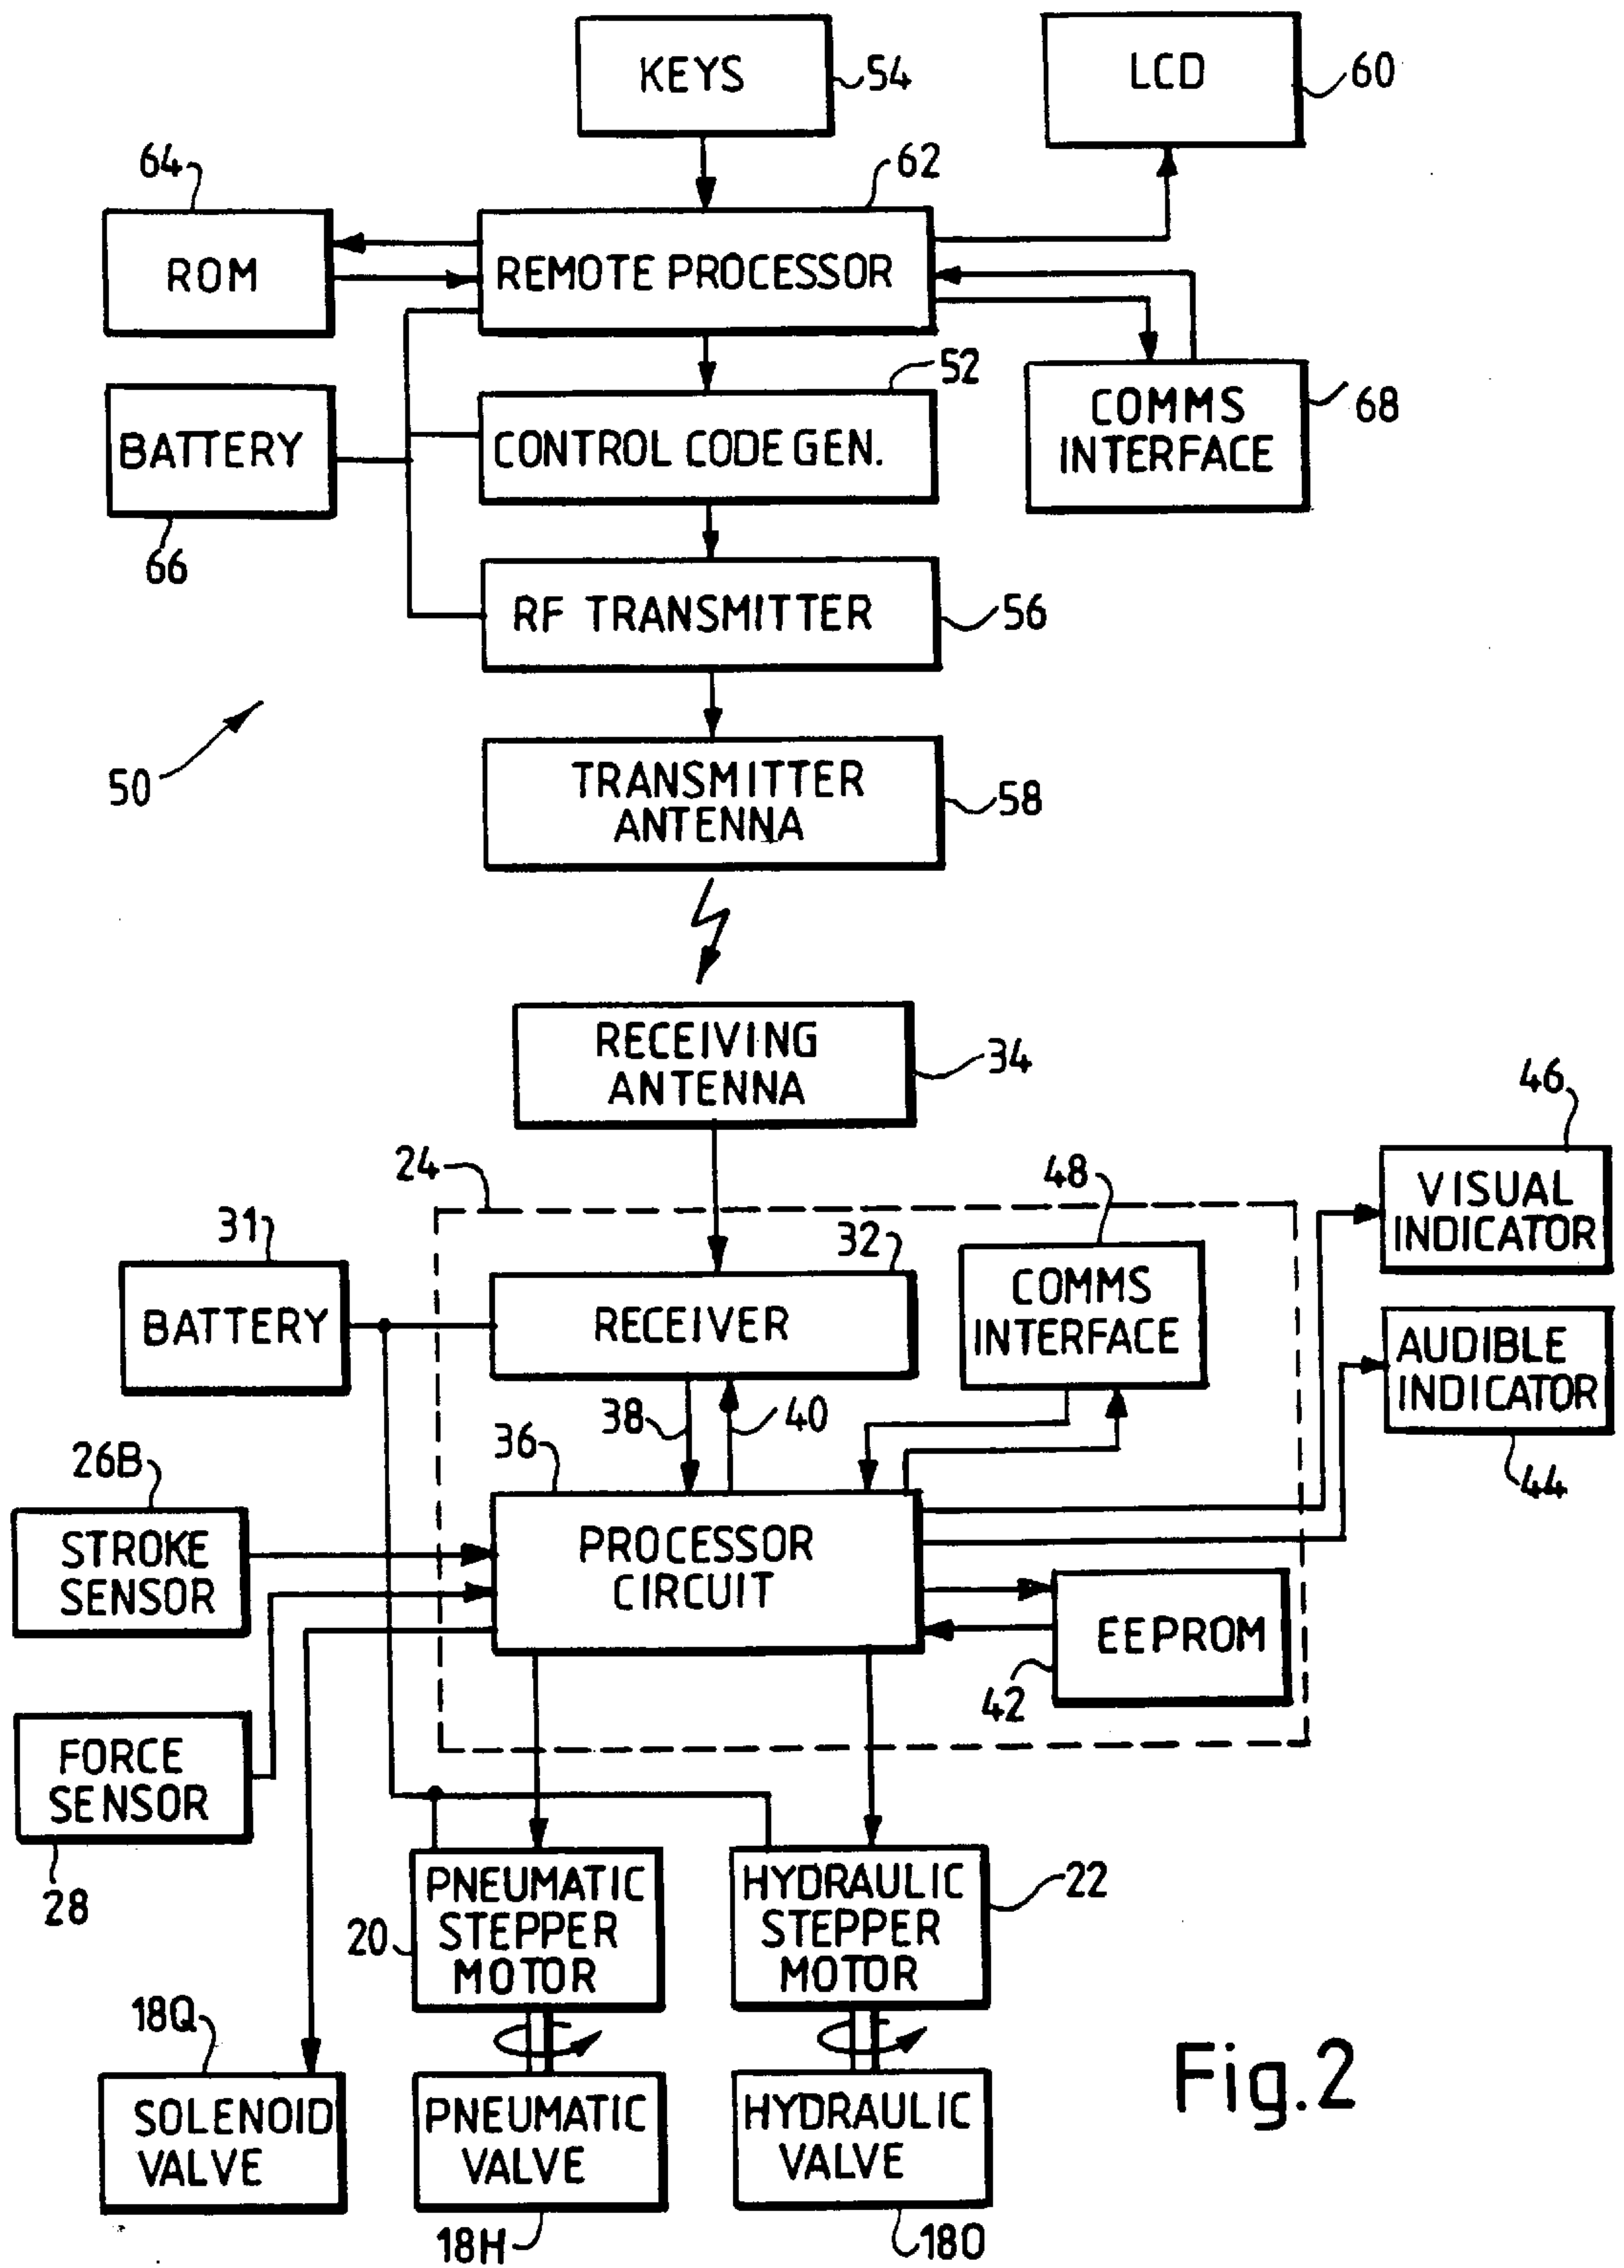 KEYS
54
LCD
60
64
62
ROM
REMOTE PROCESSOR
52
BATTERY
66
CONTROL CODE GEN.
COMMS
INTERFACE
68
RF TRANSMITTER
56
50
TRANSMITTER
ANTENNA
58
RECEIVING
ANTENNA
34
46
24
48
VISUAL
INDICATOR
31
32
BATTERY
RECEIVER
COMMS
INTERFACE
AUDIBLE
INDICATOR
44
38
40
36
26B
STROKE
SENSOR
PROCESSOR
CIRCUIT
EEPROM
42
FORCE
SENSOR
28
PNEUMATIC
STEPPER
MOTOR
20
HYDRAULIC
STEPPER
MOTOR
22
18Q
SOLENOID
VALVE
PNEUMATIC
VALVE
18H
HYDRAULIC
VALVE
18O
Fig.2